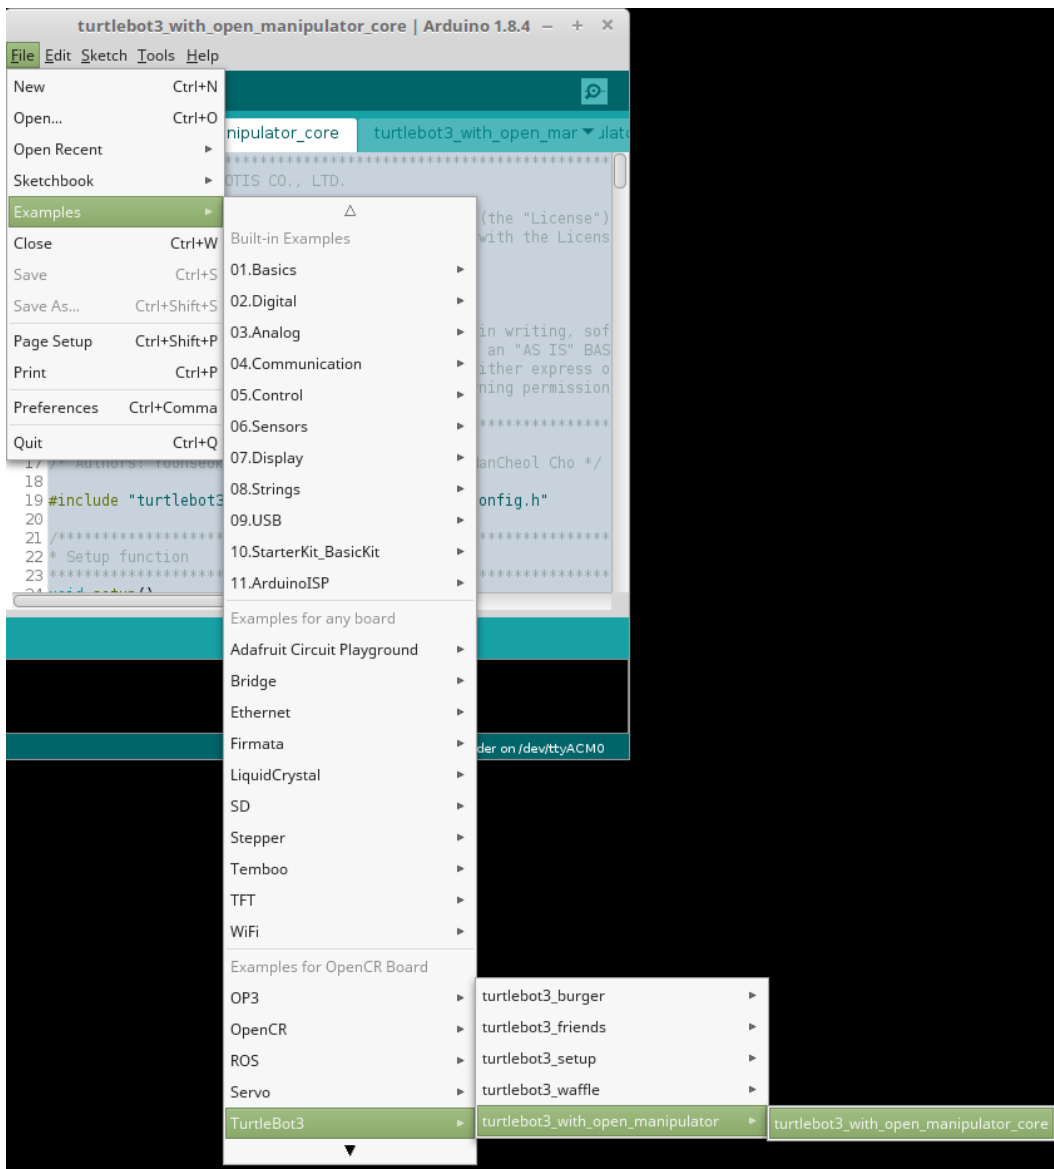 turtlebot3_with_open_manipulator_core | Arduino 1.8.4
File Edit Sketch Tools Help
New Ctrl+N
Open... Ctrl+O
Open Recent
Sketchbook
Examples
Close Ctrl+W
Save Ctrl+S
Save As... Ctrl+Shift+S
Page Setup Ctrl+Shift+P
Print Ctrl+P
Preferences Ctrl+Comma
Quit Ctrl+Q
nipulator_core turtlebot3_with_open_mar
*********************************************
OTIS CO., LTD.
(the "License")
with the Licens
in writing, sof
an "AS IS" BAS
ither express o
ning permission
***************
17 /* Authors: Yoonseok anCheol Cho */
18
19 #include "turtlebot3 onfig.h"
20
21 /******************* ***************
22 * Setup function
23 ******************** ***************
24 void setup()
Built-in Examples
01.Basics
02.Digital
03.Analog
04.Communication
05.Control
06.Sensors
07.Display
08.Strings
09.USB
10.StarterKit_BasicKit
11.ArduinoISP
Examples for any board
Adafruit Circuit Playground
Bridge
Ethernet
Firmata
LiquidCrystal
SD
Stepper
Temboo
TFT
WiFi
Examples for OpenCR Board
OP3
OpenCR
ROS
Servo
TurtleBot3
der on /dev/ttyACM0
turtlebot3_burger
turtlebot3_friends
turtlebot3_setup
turtlebot3_waffle
turtlebot3_with_open_manipulator
turtlebot3_with_open_manipulator_core